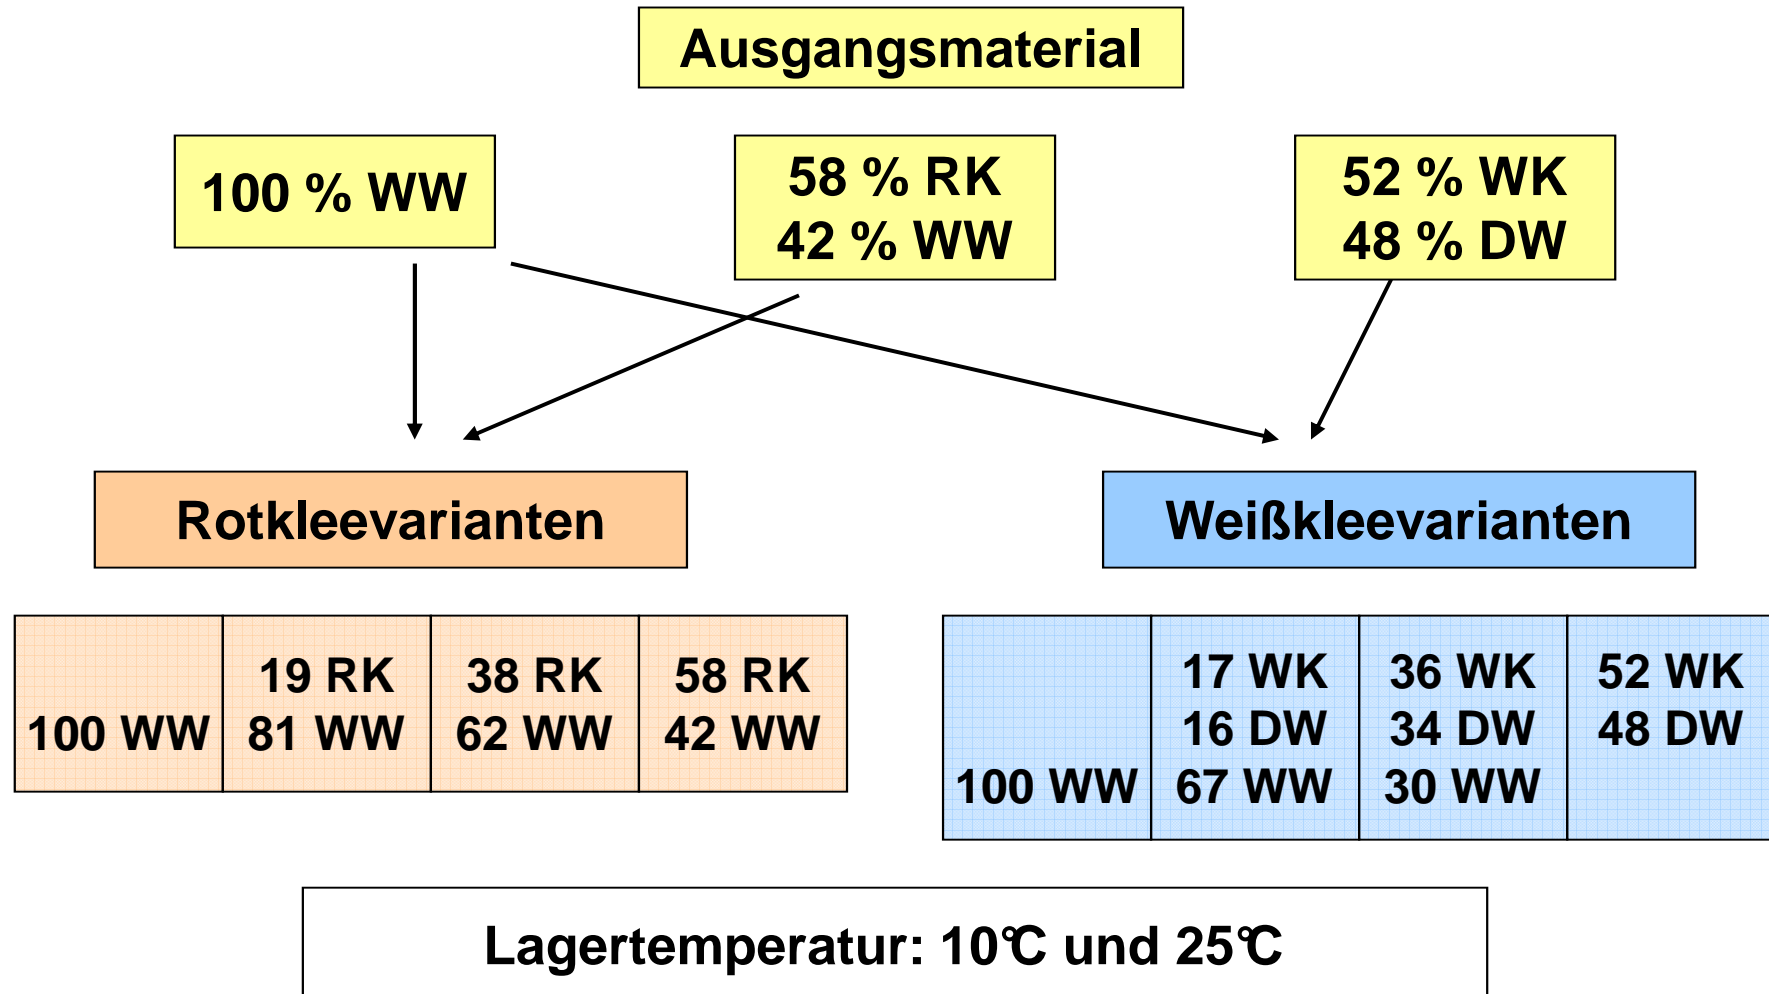 Ausgangsmaterial
100 % WW
58 % RK
42 % WW
52 % WK
48 % DW
Rotkleevarianten
Weißkleevarianten
100 WW
19 RK
81 WW
38 RK
62 WW
58 RK
42 WW
100 WW
17 WK
16 DW
67 WW
36 WK
34 DW
30 WW
52 WK
48 DW
Lagertemperatur: 10°C und 25°C